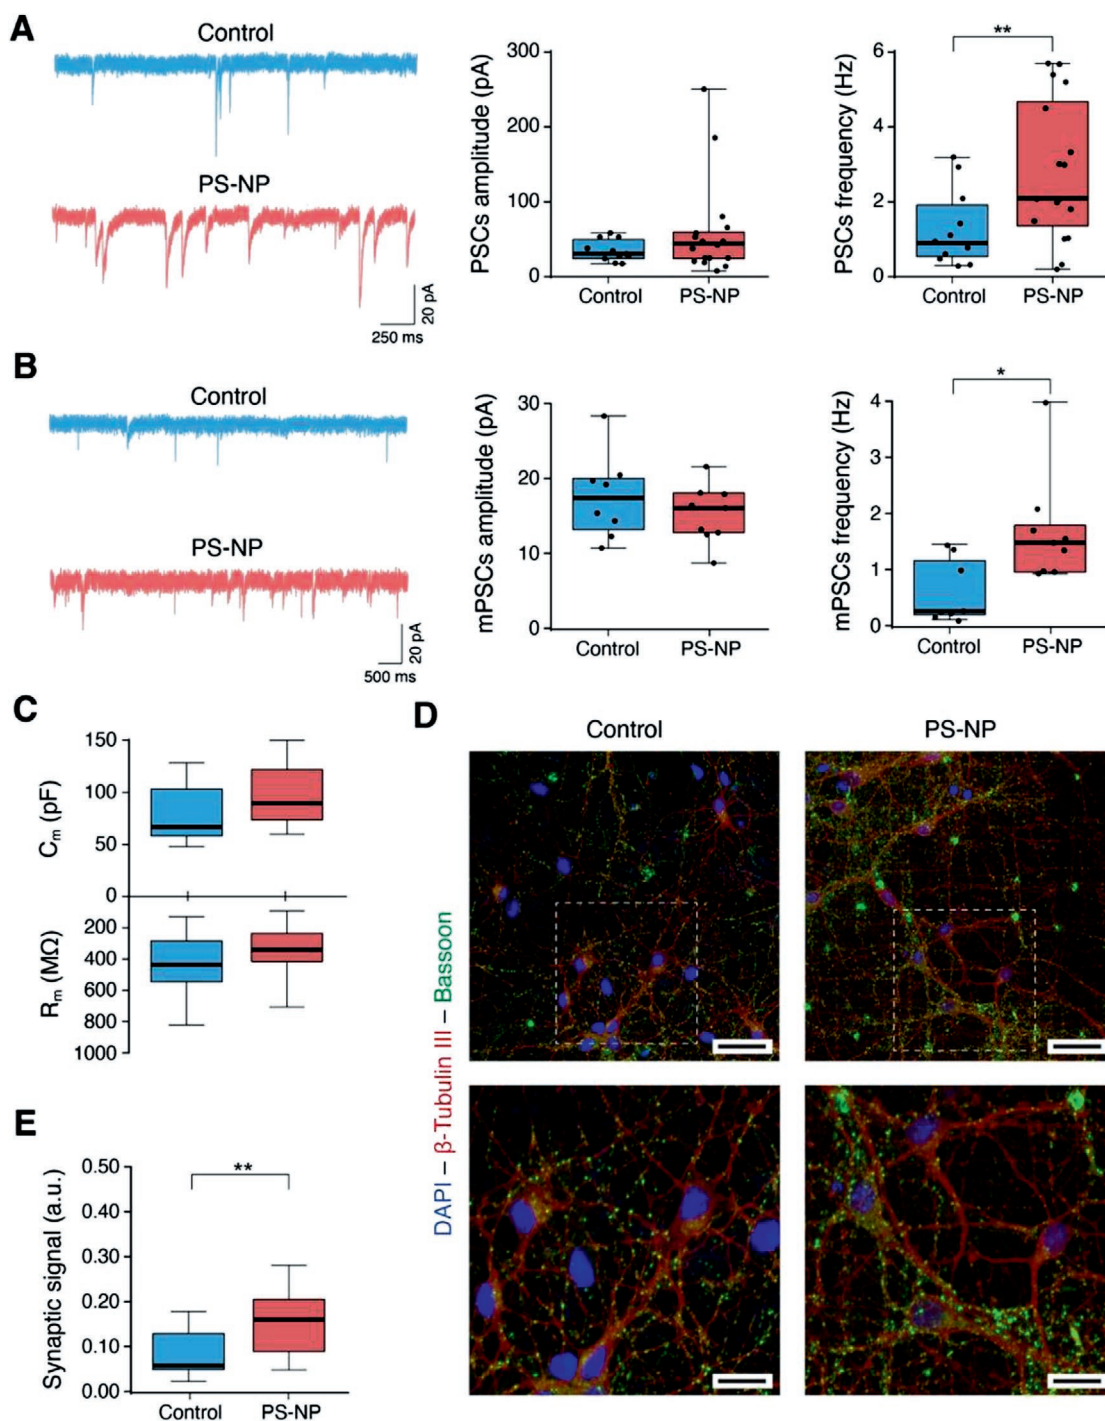 A
Control
PS-NP
20 pA
250 ms
PSCs amplitude (pA)
300
200
100
0
Control
PS-NP
**
PSCs frequency (Hz)
6
4
2
0
Control
PS-NP
B
Control
PS-NP
20 pA
500 ms
mPSCs amplitude (pA)
30
20
10
0
Control
PS-NP
*
mPSCs frequency (Hz)
4
3
2
1
0
Control
PS-NP
C
Cₘ (pF)
150
100
50
0
Rₘ (MΩ)
200
400
600
800
1000
D
Control
PS-NP
DAPI – β-Tubulin III – Bassoon
E
Synaptic signal (a.u.)
0.50
0.40
0.30
0.20
0.10
0.00
**
Control
PS-NP